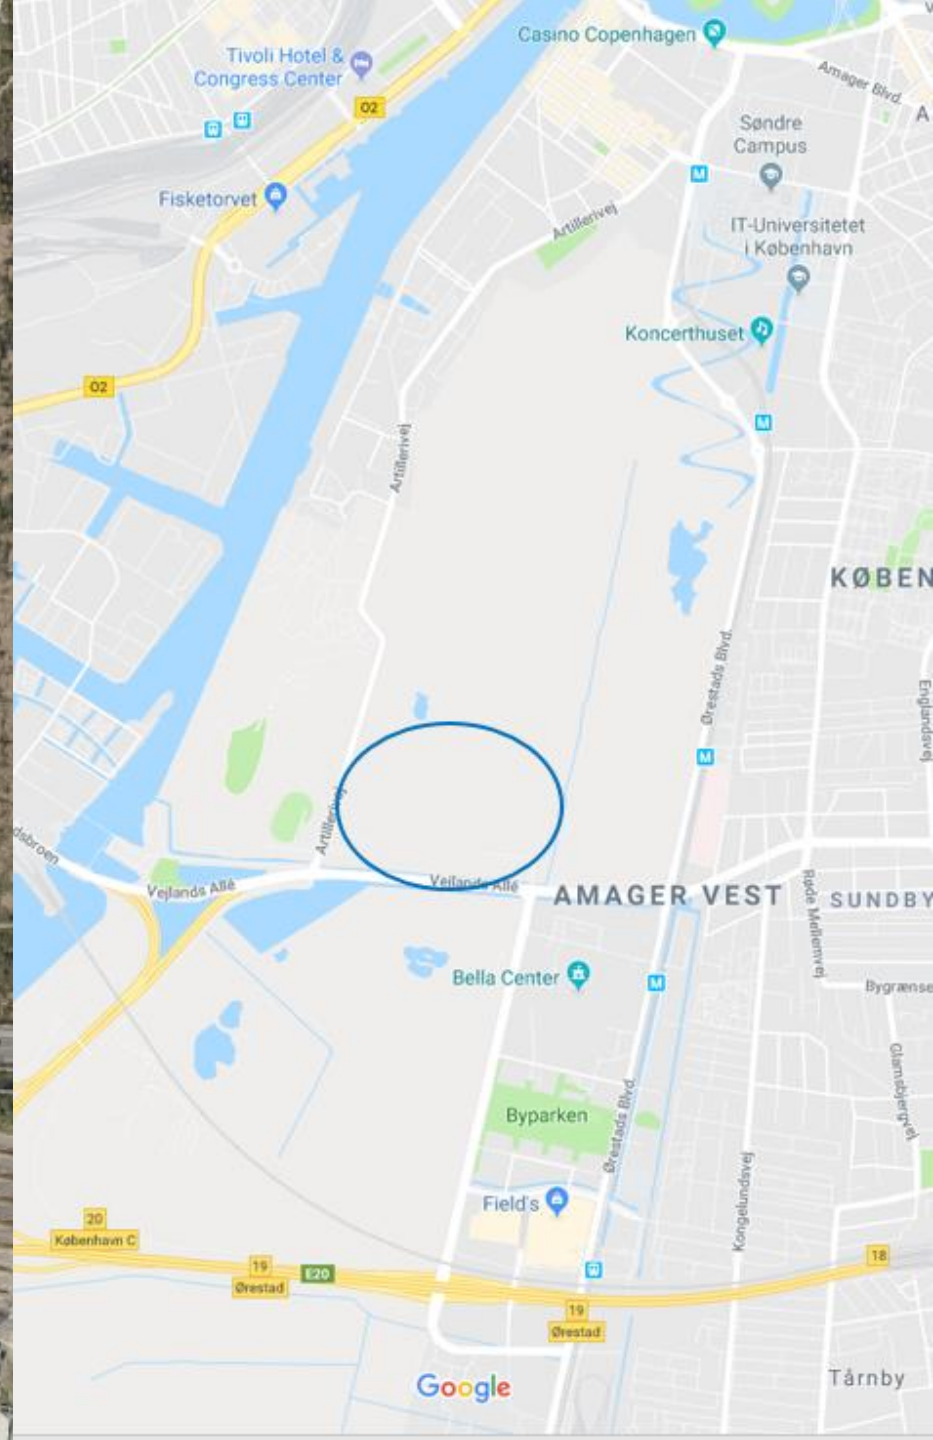 Casino Copenhagen
Tivoli Hotel &
Congress Center
Amager Blvd.
A
O2
Søndre
Campus
Fisketorvet
M
Artillerivej
IT-Universitetet
i København
Koncerthuset
O2
M
Artillerivej
KØBEN
Ørestads Blvd.
Englandsvej
M
Artillerivej
dsbroen
Vejlands Allé
Vejlands Allé
AMAGER VEST
Røde Mellemvej
SUNDBY
Bella Center
M
Bygrænse
Glamsbjergvej
Byparken
Ørestads Blvd.
Kongelundsvej
Field's
20
København C
19
Ørestad
E20
18
19
Ørestad
Tårnby
Google